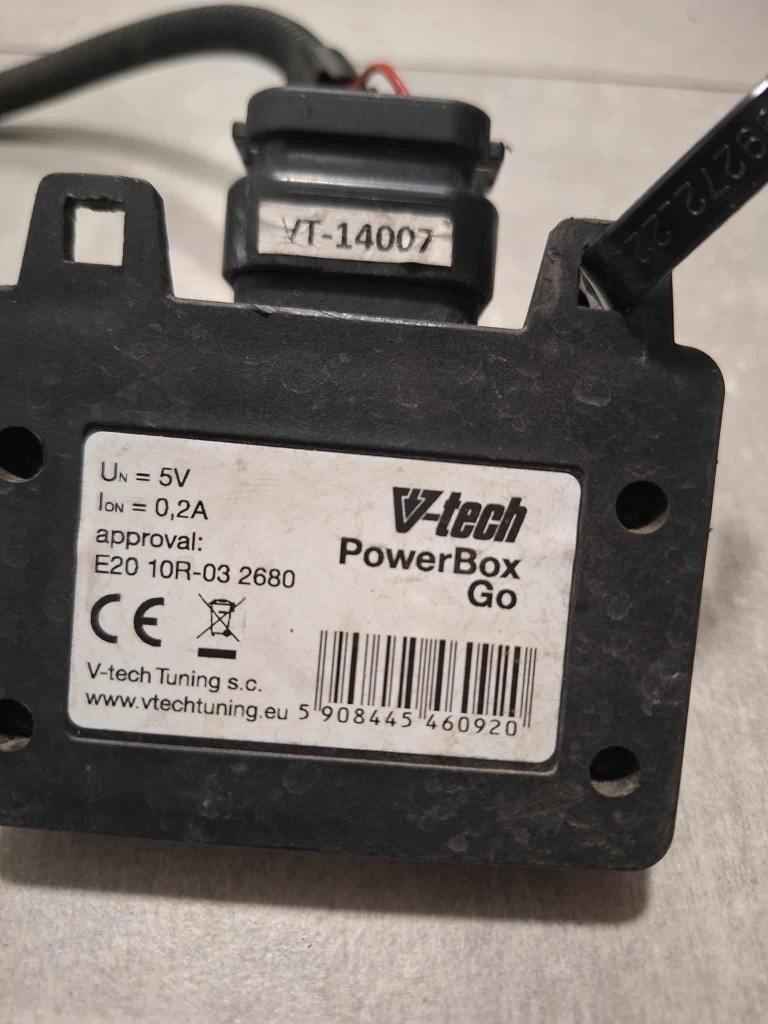 VT-14007
99272_22
UN = 5V
ION = 0,2A
approval:
E20 10R-03 2680
CE
V-tech Tuning s.c.
www.vtechtuning.eu
V-tech
PowerBox
Go
5 908445 460920